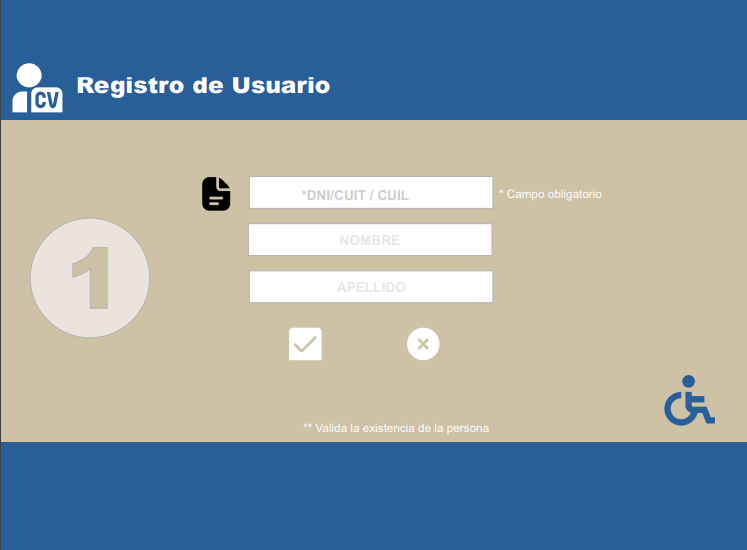 CV
Registro de Usuario
*DNI/CUIT / CUIL
* Campo obligatorio
NOMBRE
1
APELLIDO
** Valida la existencia de la persona